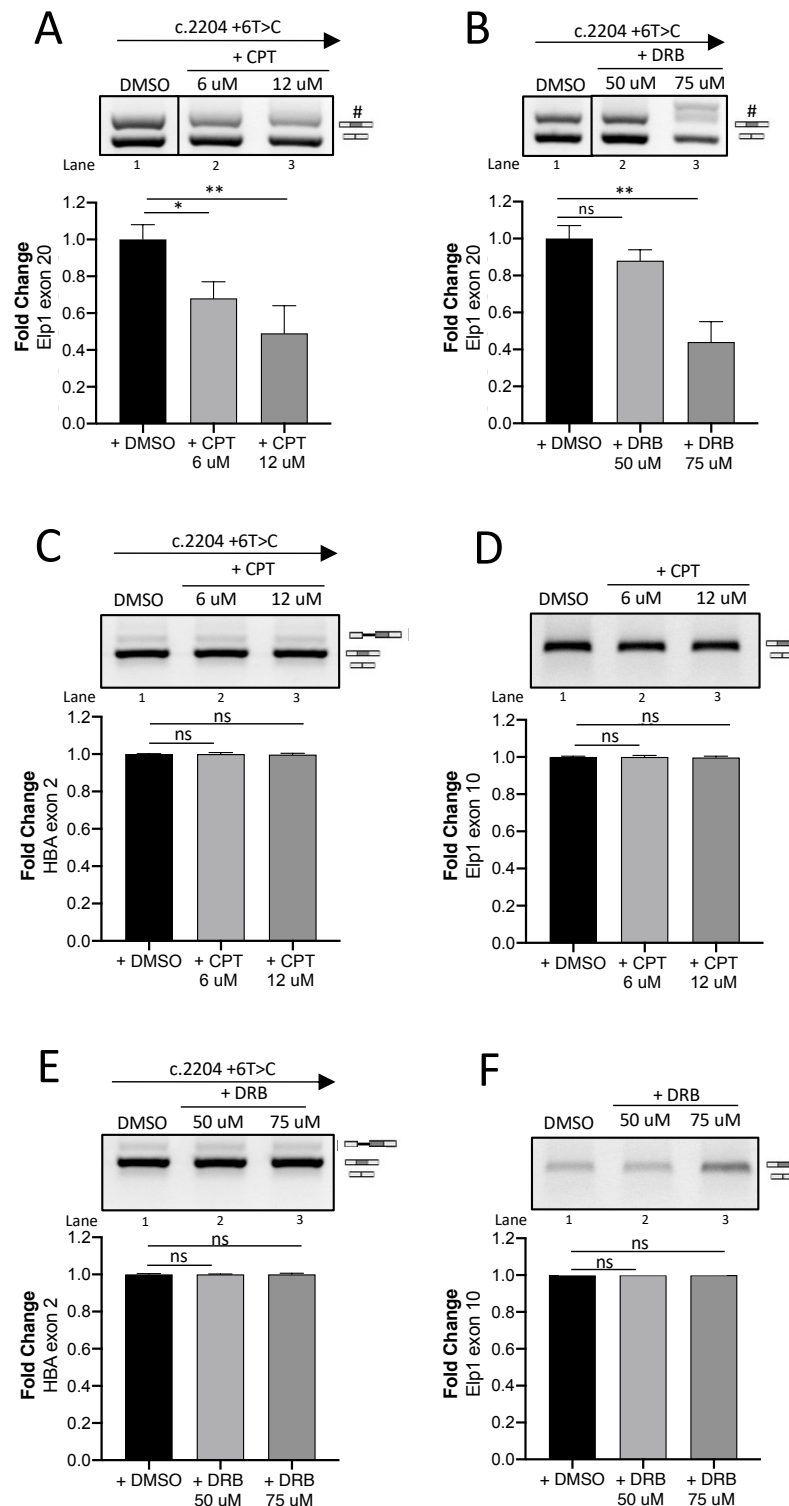 A
c.2204 +6T>C
+ CPT
DMSO 6 uM 12 uM
#
Lane 1 2 3
**
*
1.2
1.0
0.8
0.6
0.4
0.2
0.0
Fold Change
Elp1 exon 20
+ DMSO + CPT + CPT
6 uM 12 uM
B
c.2204 +6T>C
+ DRB
DMSO 50 uM 75 uM
#
Lane 1 2 3
**
ns
1.2
1.0
0.8
0.6
0.4
0.2
0.0
Fold Change
Elp1 exon 20
+ DMSO + DRB + DRB
50 uM 75 uM
C
c.2204 +6T>C
+ CPT
DMSO 6 uM 12 uM
Lane 1 2 3
ns
ns
1.2
1.0
0.8
0.6
0.4
0.2
0.0
Fold Change
HBA exon 2
+ DMSO + CPT + CPT
6 uM 12 uM
D
+ CPT
DMSO 6 uM 12 uM
Lane 1 2 3
ns
ns
1.2
1.0
0.8
0.6
0.4
0.2
0.0
Fold Change
Elp1 exon 10
+ DMSO + CPT + CPT
6 uM 12 uM
E
c.2204 +6T>C
+ DRB
DMSO 50 uM 75 uM
Lane 1 2 3
ns
ns
1.2
1.0
0.8
0.6
0.4
0.2
0.0
Fold Change
HBA exon 2
+ DMSO + DRB + DRB
50 uM 75 uM
F
+ DRB
DMSO 50 uM 75 uM
Lane 1 2 3
ns
ns
1.2
1.0
0.8
0.6
0.4
0.2
0.0
Fold Change
Elp1 exon 10
+ DMSO + DRB + DRB
50 uM 75 uM